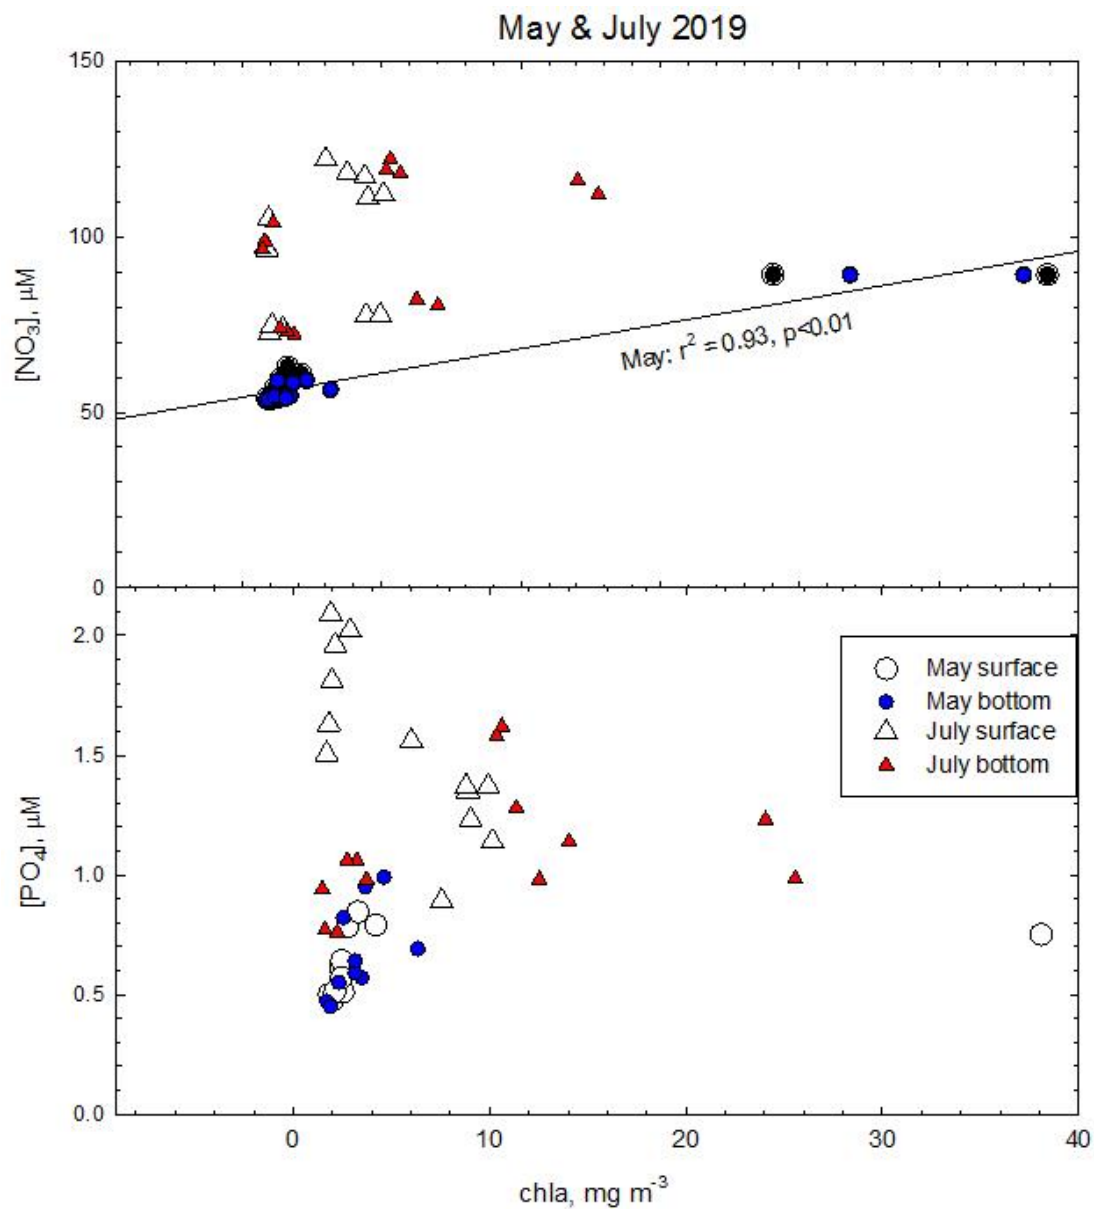 May & July 2019
150
100
50
0
[NO₃], µM
May: r² = 0.93, p<0.01
2.0
1.5
1.0
0.5
0.0
[PO₄], µM
May surface
May bottom
July surface
July bottom
0 10 20 30 40
chla, mg m⁻³